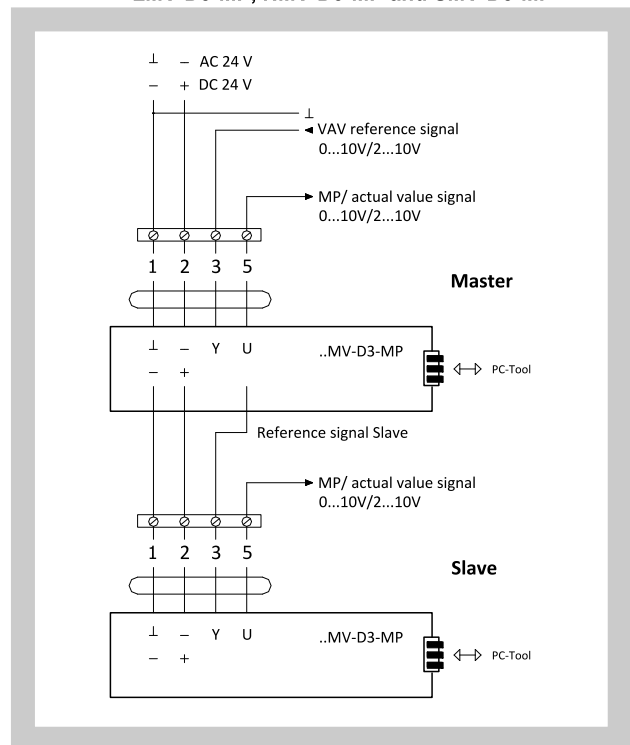 ⊥ – AC 24 V
– + DC 24 V
⊥
VAV reference signal
0...10V/2...10V
MP/ actual value signal
0...10V/2...10V
1 2 3 5
Master
⊥ – Y U ..MV-D3-MP
– +
PC-Tool
Reference signal Slave
MP/ actual value signal
0...10V/2...10V
1 2 3 5
Slave
⊥ – Y U ..MV-D3-MP
– +
PC-Tool